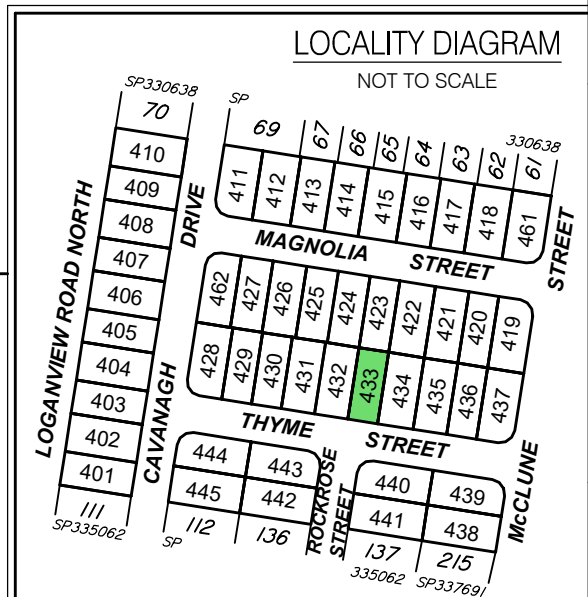 LOCALITY DIAGRAM
NOT TO SCALE
SP330638
70
410
409
408
407
406
405
404
403
402
401
111
SP335062
LOGANVIEW ROAD NORTH
CAVANAGH DRIVE
SP 330638
69 67 66 65 64 63 62 61
411 412 413 414 415 416 417 418 461
MAGNOLIA STREET
462 427 426 425 424 423 422 421 420 419
428 429 430 431 432 433 434 435 436 437
THYME STREET
McCLUNE STREET
444 443
445 442
112 136
SP 335062
ROCKROSE STREET
440 439
441 438
137 215
SP337691